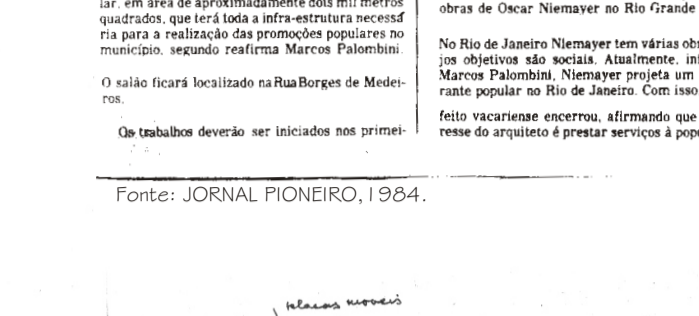 lar, em área de aproximadamente dois mil metros
quadrados, que terá toda a infra-estrutura necessá
ria para a realização das promoções populares no
município, segundo reafirma Marcos Palombini.
O salão ficará localizado na Rua Borges de Medei-
ros.
Os trabalhos deverão ser iniciados nos primei-
obras de Oscar Niemayer no Rio Grande
No Rio de Janeiro Niemayer tem várias obr
jos objetivos são sociais. Atualmente, inf
Marcos Palombini, Niemayer projeta um
rante popular no Rio de Janeiro. Com isso
feito vacariense encerrou, afirmando que
resse do arquiteto é prestar serviços à popu
Fonte: JORNAL PIONEIRO, 1984.
placas moveis